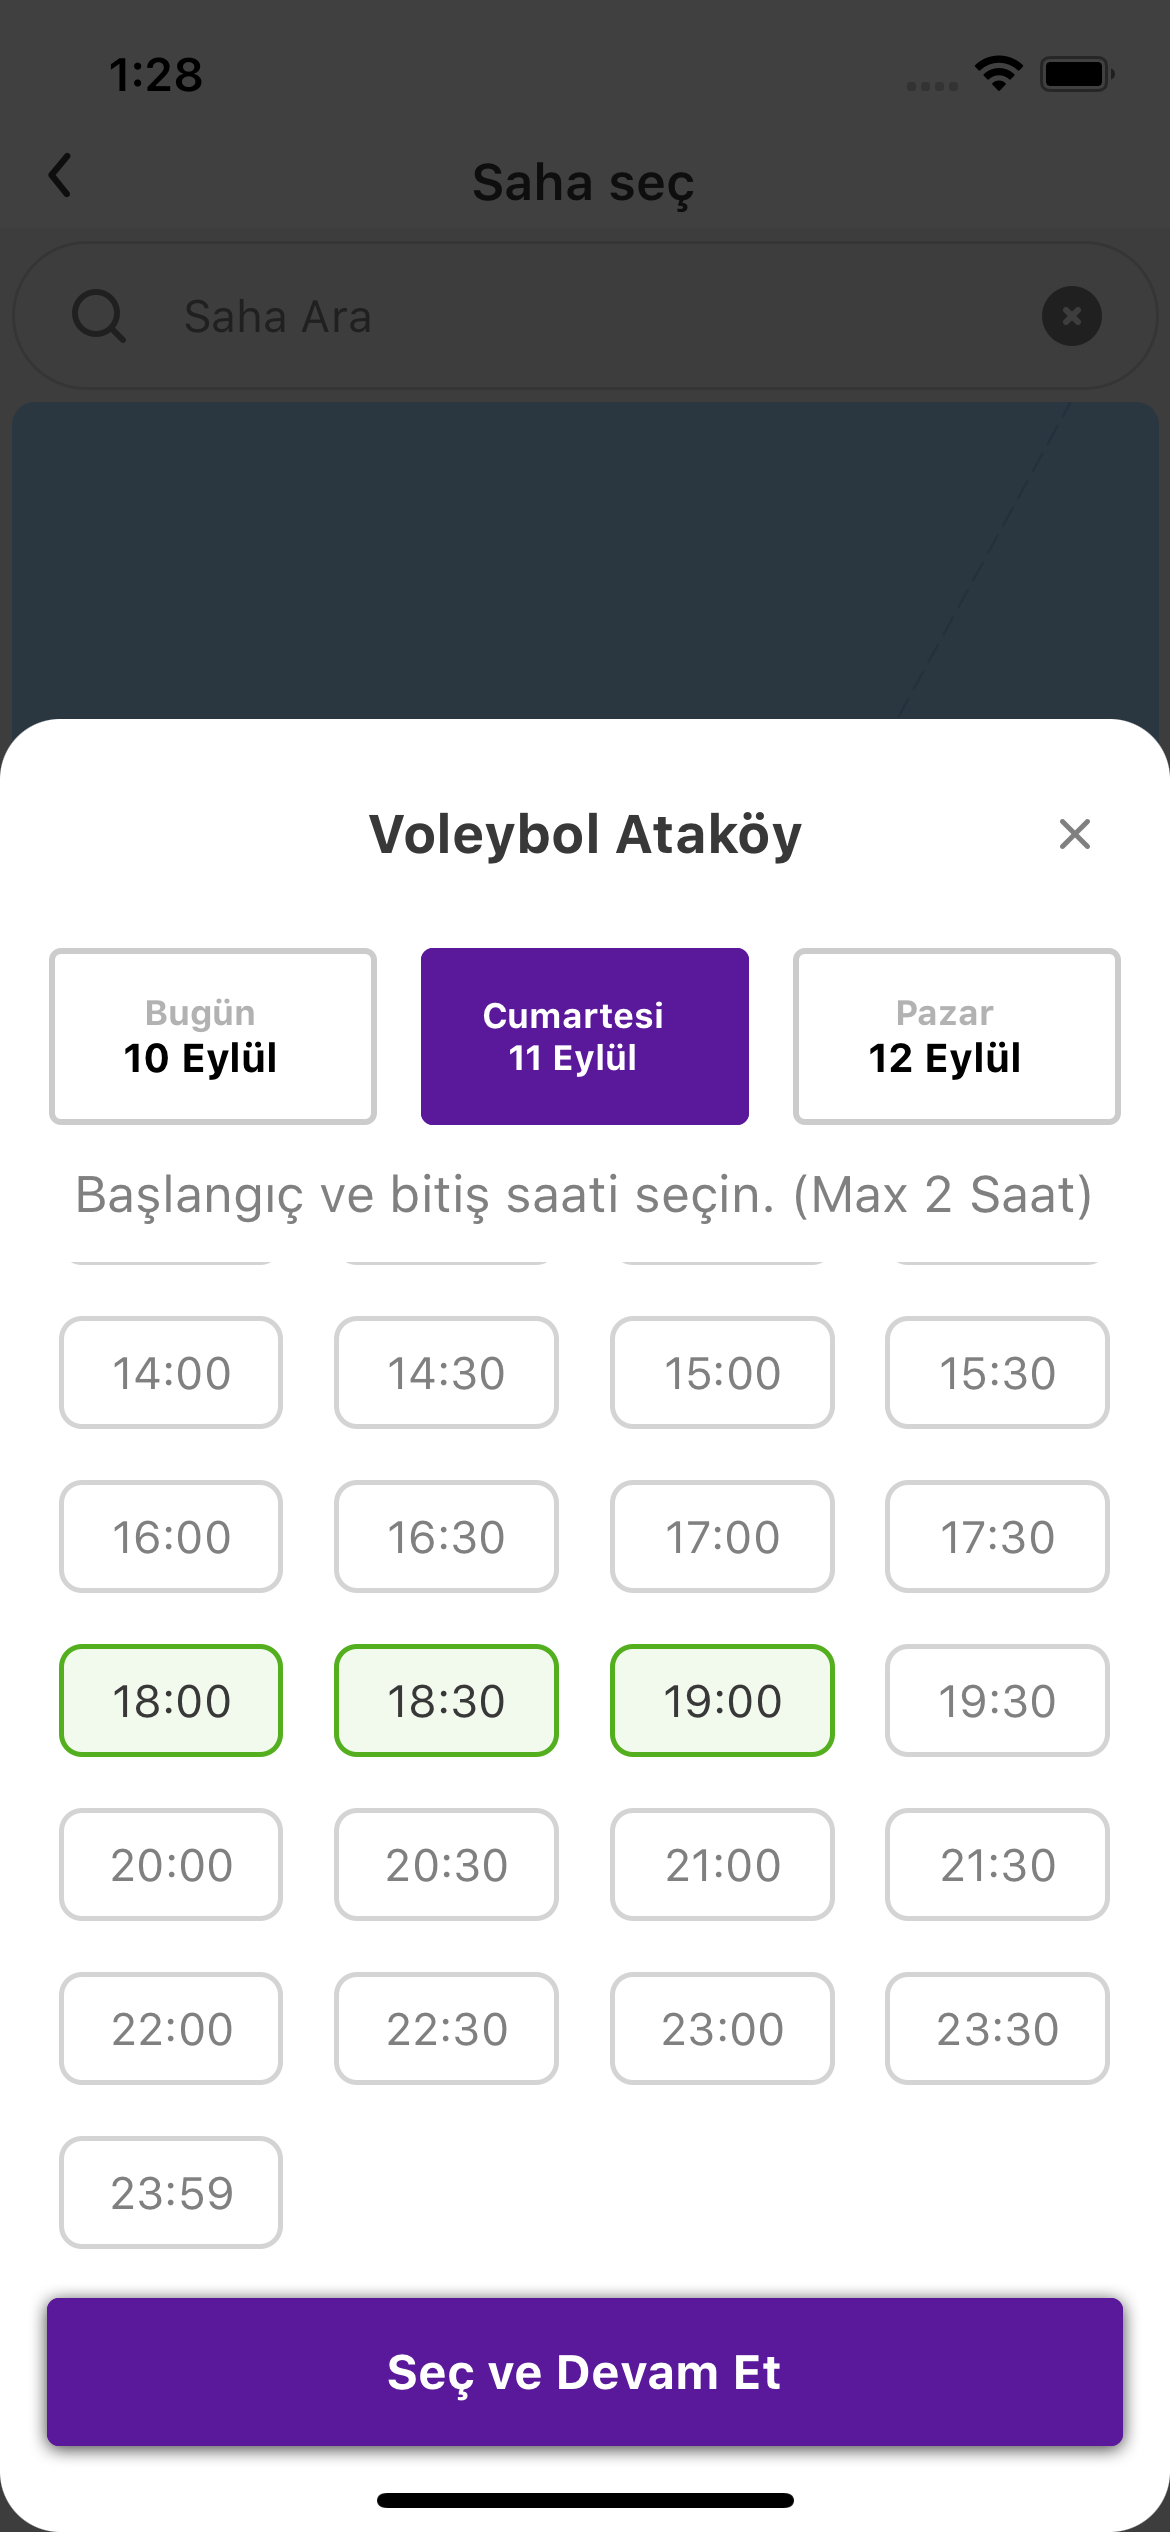 1:28
Saha seç
Saha Ara
Voleybol Ataköy
Bugün
10 Eylül
Cumartesi
11 Eylül
Pazar
12 Eylül
Başlangıç ve bitiş saati seçin. (Max 2 Saat)
14:00 14:30 15:00 15:30
16:00 16:30 17:00 17:30
18:00 18:30 19:00 19:30
20:00 20:30 21:00 21:30
22:00 22:30 23:00 23:30
23:59
Seç ve Devam Et